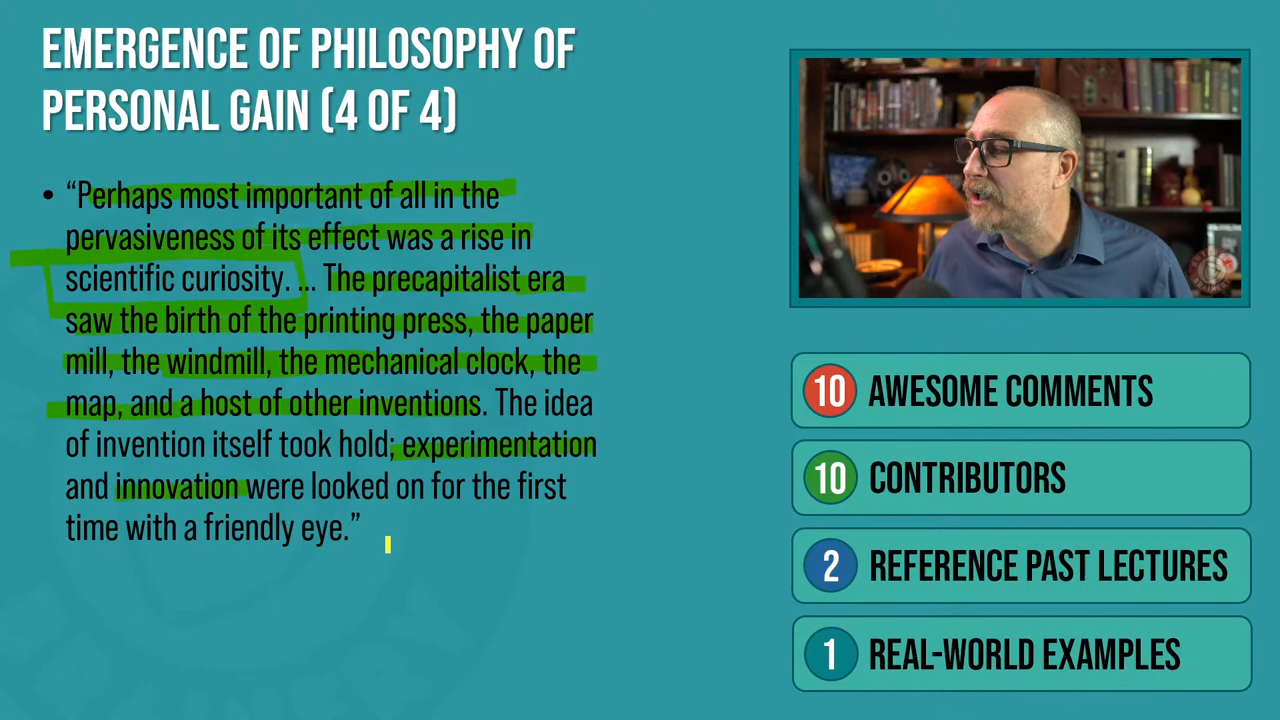 EMERGENCE OF PHILOSOPHY OF
PERSONAL GAIN (4 OF 4)
• “Perhaps most important of all in the
pervasiveness of its effect was a rise in
scientific curiosity. ... The precapitalist era
saw the birth of the printing press, the paper
mill, the windmill, the mechanical clock, the
map, and a host of other inventions. The idea
of invention itself took hold; experimentation
and innovation were looked on for the first
time with a friendly eye.”
10 AWESOME COMMENTS
10 CONTRIBUTORS
2 REFERENCE PAST LECTURES
1 REAL-WORLD EXAMPLES